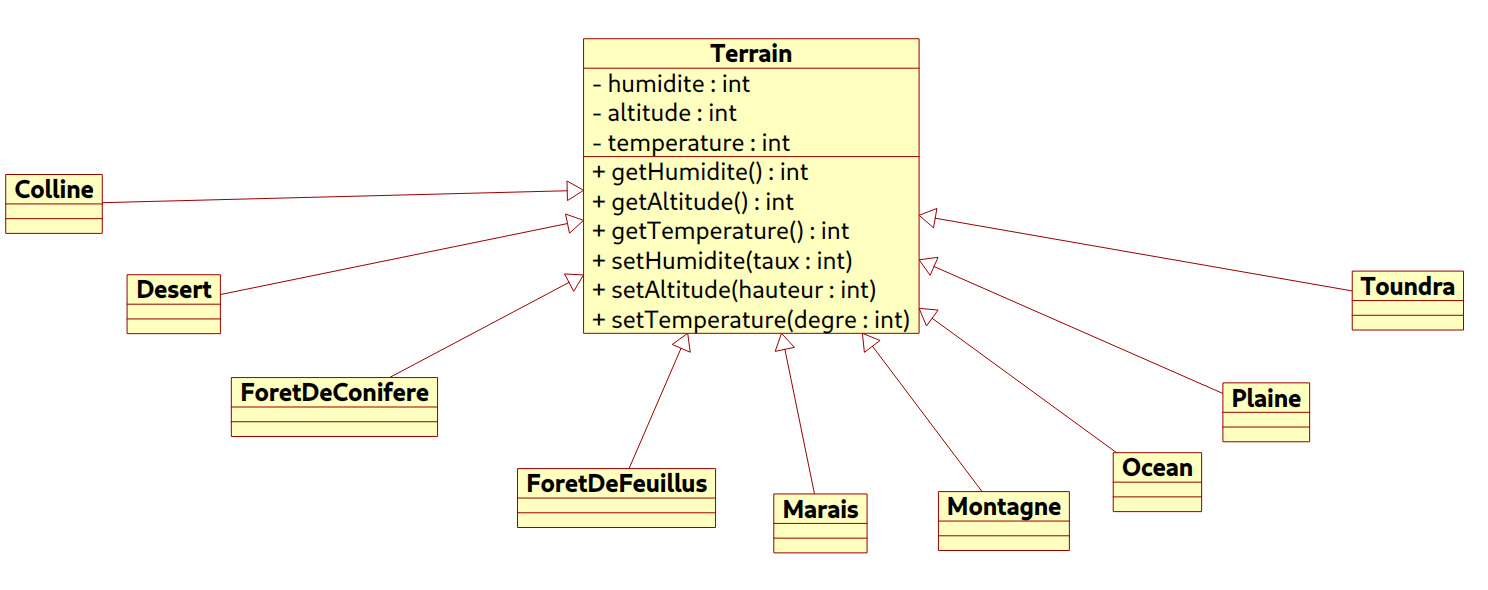 Terrain
- humidite : int
- altitude : int
- temperature : int
+ getHumidite() : int
+ getAltitude() : int
+ getTemperature() : int
+ setHumidite(taux : int)
+ setAltitude(hauteur : int)
+ setTemperature(degre : int)
Colline
Desert
ForetDeConifere
ForetDeFeuillus
Marais
Montagne
Ocean
Plaine
Toundra